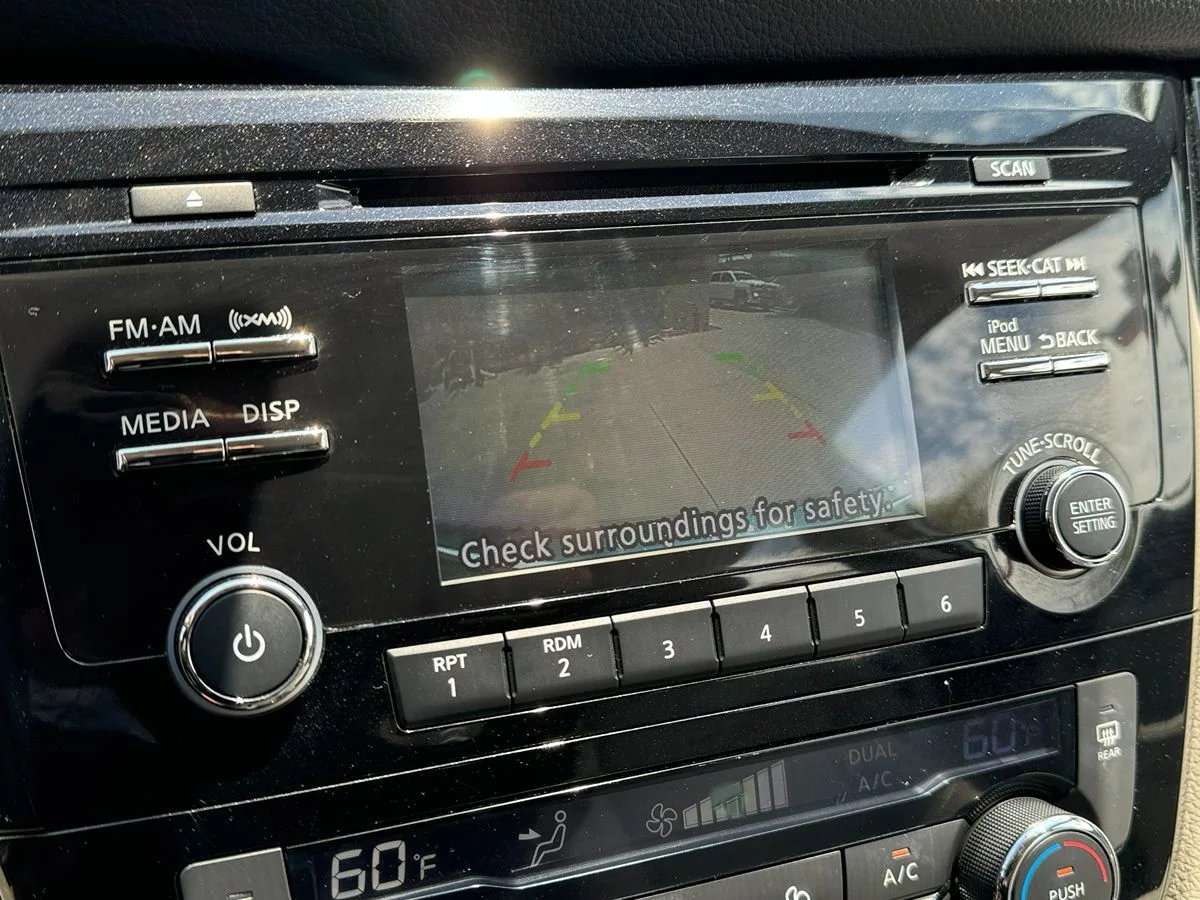 SCAN
SEEK·CAT
FM·AM
((XM))
iPod
MENU
BACK
MEDIA
DISP
TUNE·SCROLL
ENTER
SETTING
Check surroundings for safety.
VOL
RPT
1
RDM
2
3
4
5
6
DUAL
A/C
60°F
REAR
60°F
A/C
PUSH